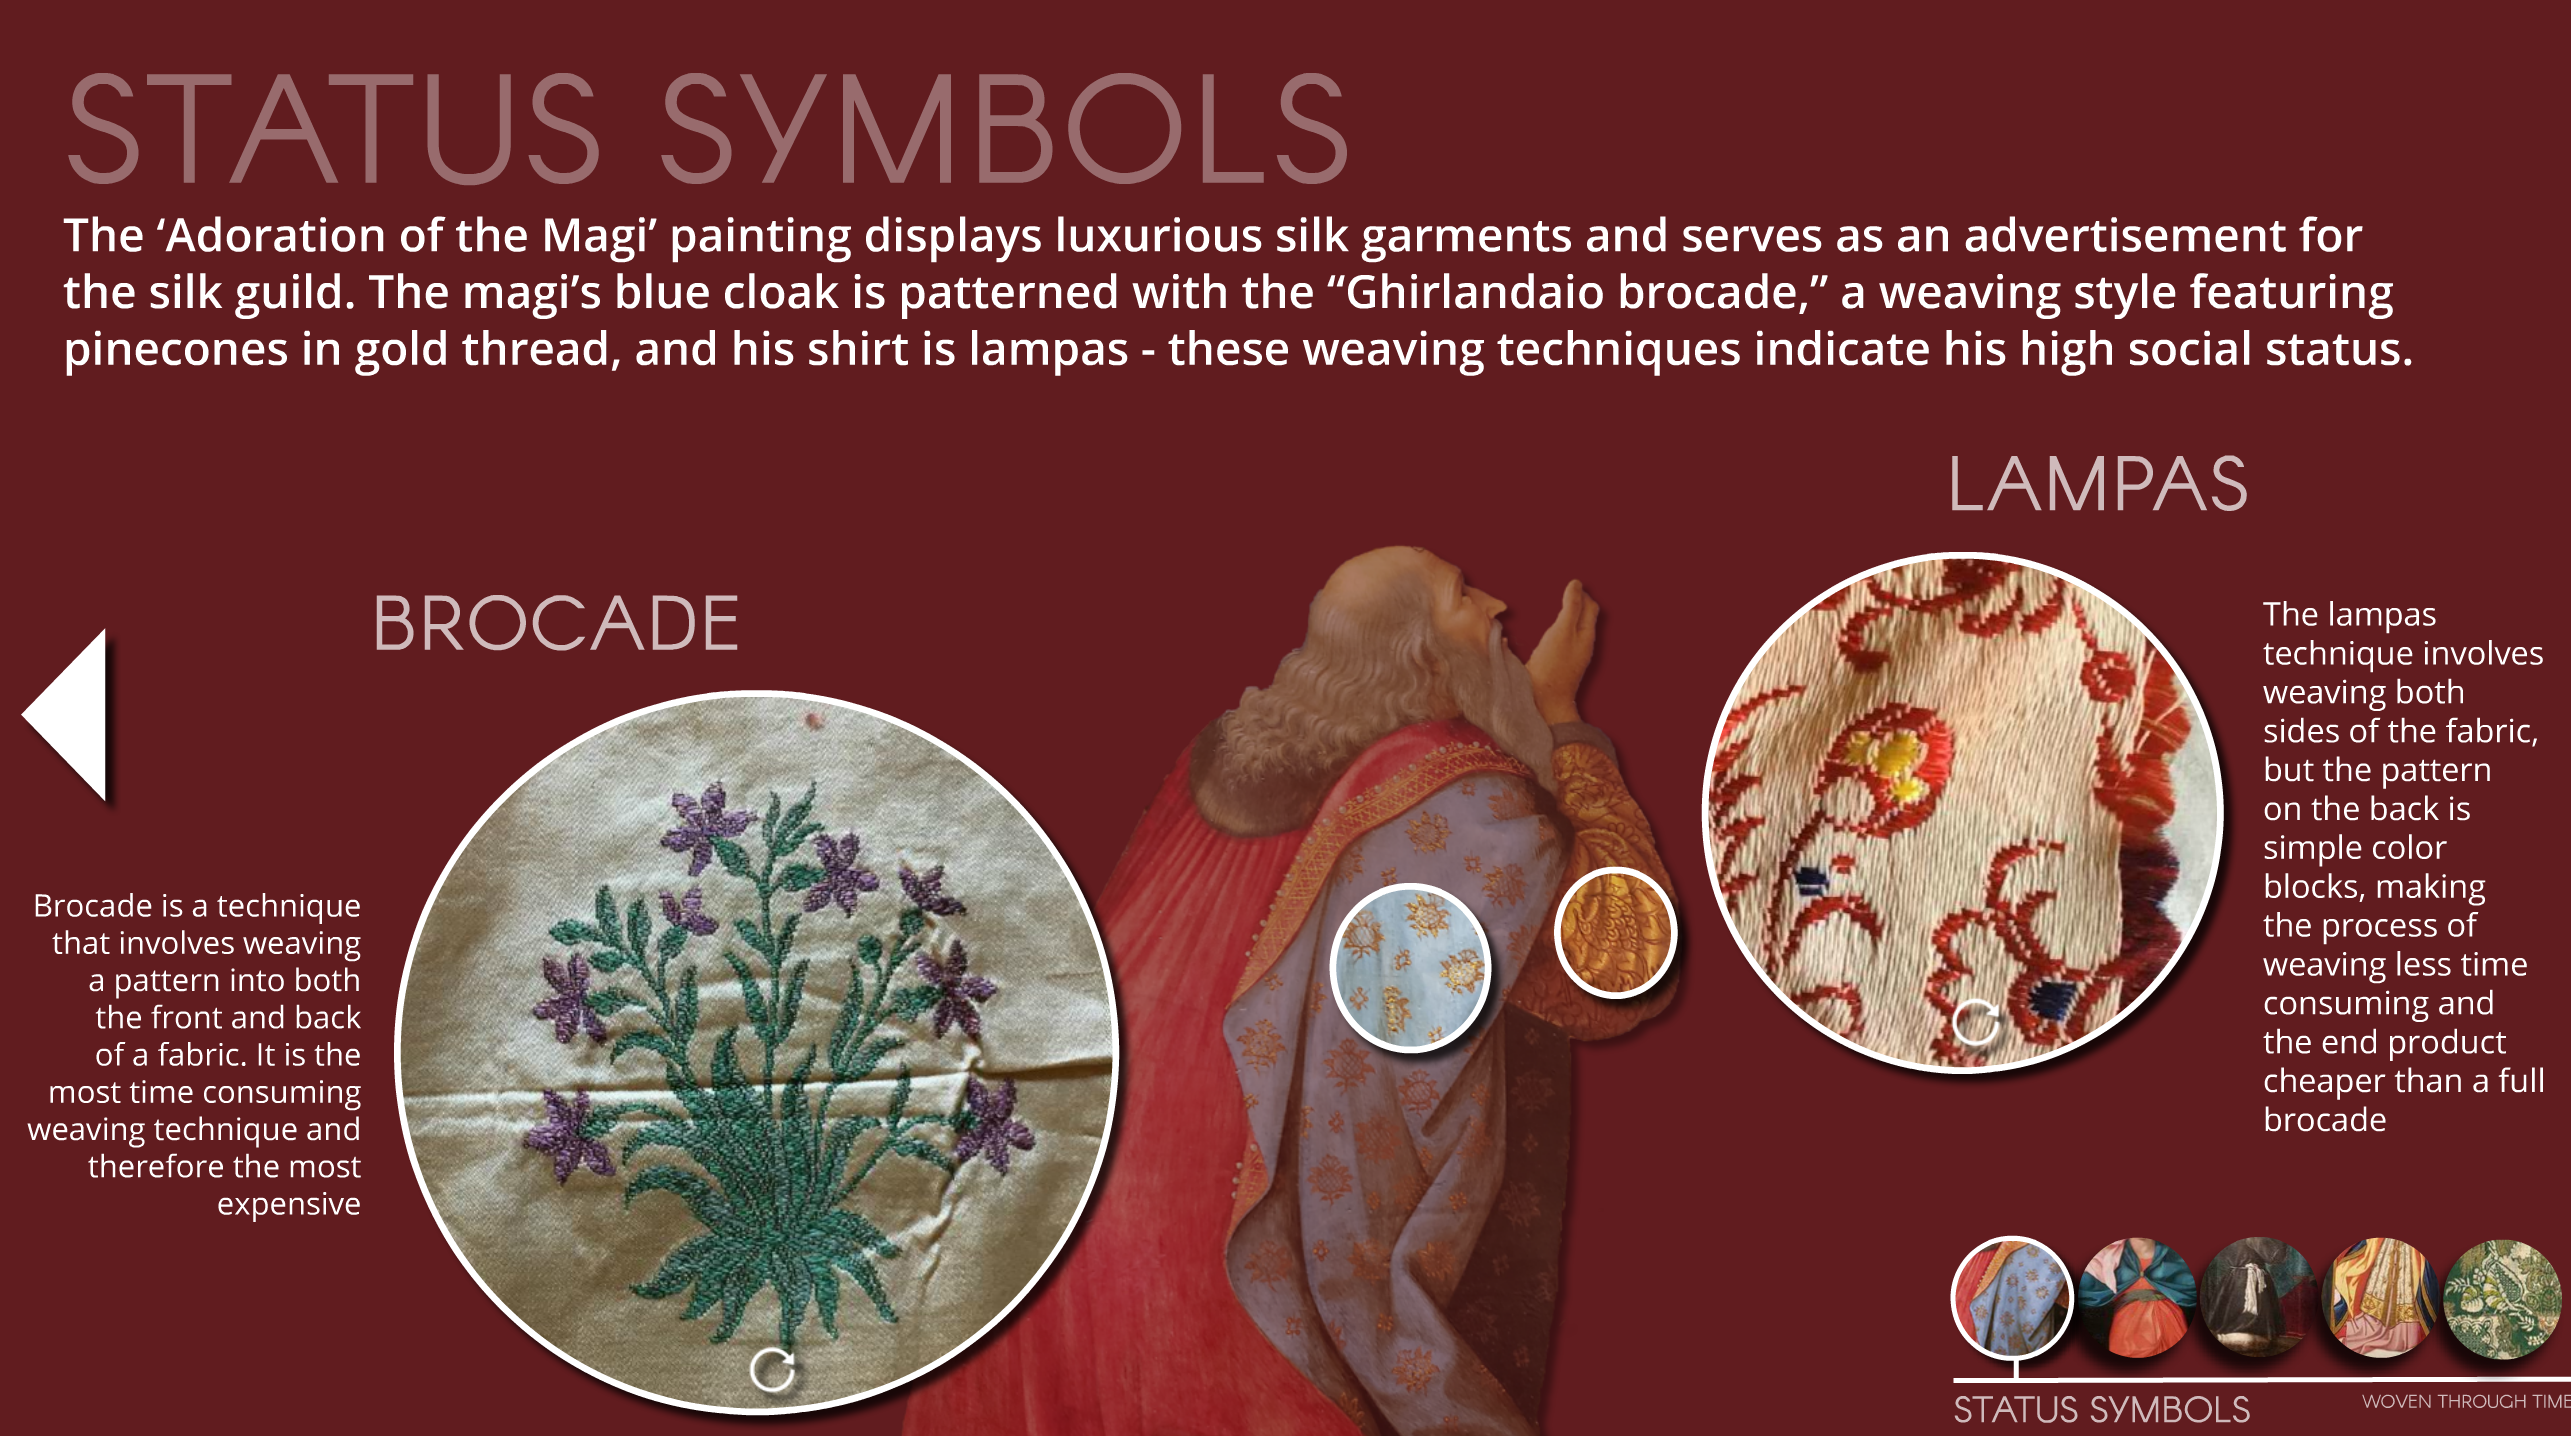 STATUS SYMBOLS
The ‘Adoration of the Magi’ painting displays luxurious silk garments and serves as an advertisement for
the silk guild. The magi’s blue cloak is patterned with the “Ghirlandaio brocade,” a weaving style featuring
pinecones in gold thread, and his shirt is lampas - these weaving techniques indicate his high social status.
BROCADE
Brocade is a technique
that involves weaving
a pattern into both
the front and back
of a fabric. It is the
most time consuming
weaving technique and
therefore the most
expensive
LAMPAS
The lampas
technique involves
weaving both
sides of the fabric,
but the pattern
on the back is
simple color
blocks, making
the process of
weaving less time
consuming and
the end product
cheaper than a full
brocade
STATUS SYMBOLS
WOVEN THROUGH TIME